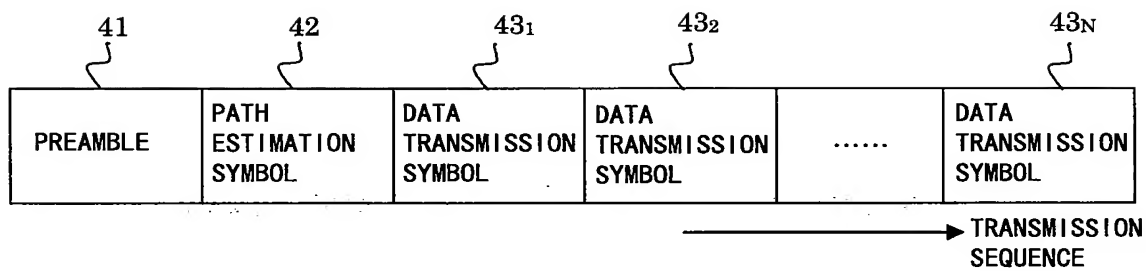 41 42 43₁ 43₂ 43N
PREAMBLE
PATH
ESTIMATION
SYMBOL
DATA
TRANSMISSION
SYMBOL
DATA
TRANSMISSION
SYMBOL
......
DATA
TRANSMISSION
SYMBOL
TRANSMISSION
SEQUENCE